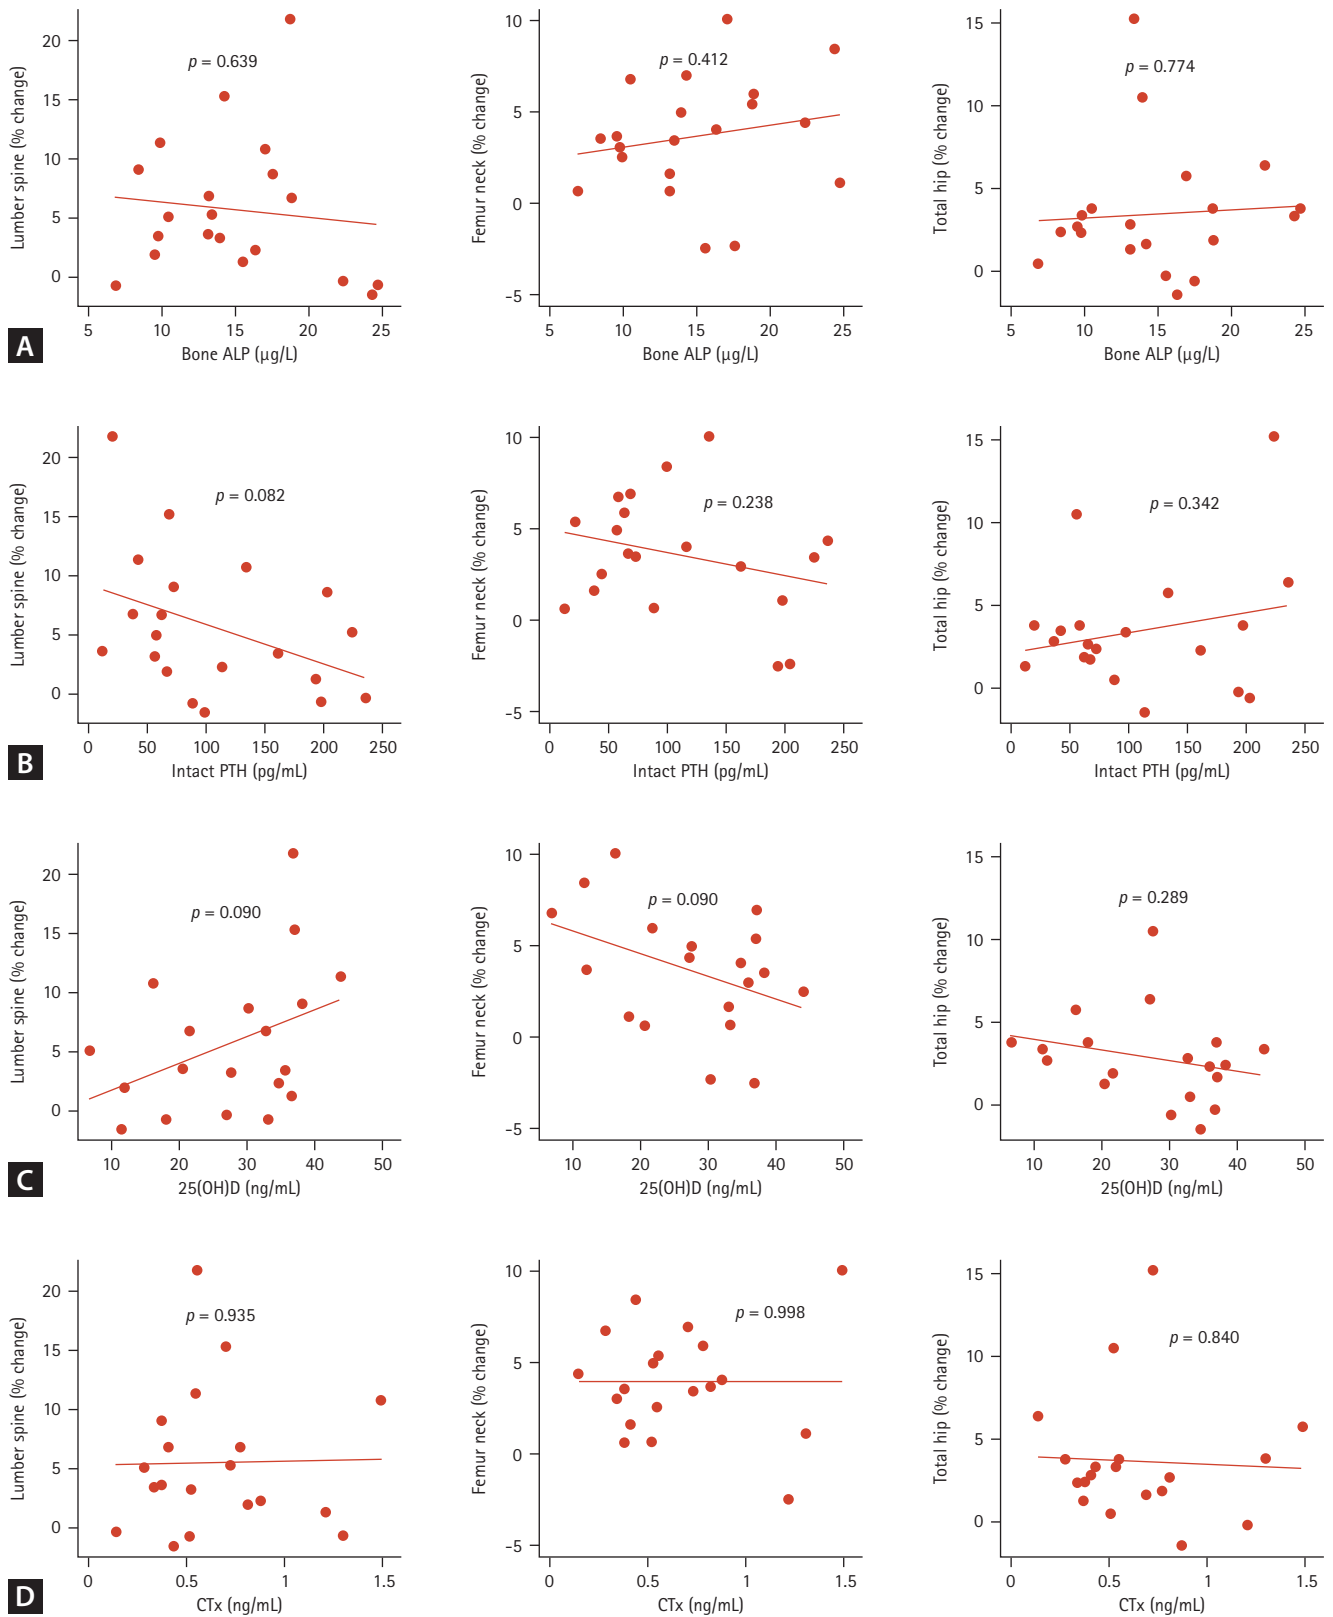 Lumber spine (% change)
20
15
10
5
0
p = 0.639
5 10 15 20 25
Bone ALP (µg/L)
Femur neck (% change)
10
5
0
–5
p = 0.412
5 10 15 20 25
Bone ALP (µg/L)
Total hip (% change)
15
10
5
0
p = 0.774
5 10 15 20 25
Bone ALP (µg/L)
A
Lumber spine (% change)
20
15
10
5
0
p = 0.082
0 50 100 150 200 250
Intact PTH (pg/mL)
Femur neck (% change)
10
5
0
–5
p = 0.238
0 50 100 150 200 250
Intact PTH (pg/mL)
Total hip (% change)
15
10
5
0
p = 0.342
0 50 100 150 200 250
Intact PTH (pg/mL)
B
Lumber spine (% change)
20
15
10
5
0
p = 0.090
10 20 30 40 50
25(OH)D (ng/mL)
Femur neck (% change)
10
5
0
–5
p = 0.090
10 20 30 40 50
25(OH)D (ng/mL)
Total hip (% change)
15
10
5
0
p = 0.289
10 20 30 40 50
25(OH)D (ng/mL)
C
Lumber spine (% change)
20
15
10
5
0
p = 0.935
0 0.5 1 1.5
CTx (ng/mL)
Femur neck (% change)
10
5
0
–5
p = 0.998
0 0.5 1 1.5
CTx (ng/mL)
Total hip (% change)
15
10
5
0
p = 0.840
0 0.5 1 1.5
CTx (ng/mL)
D